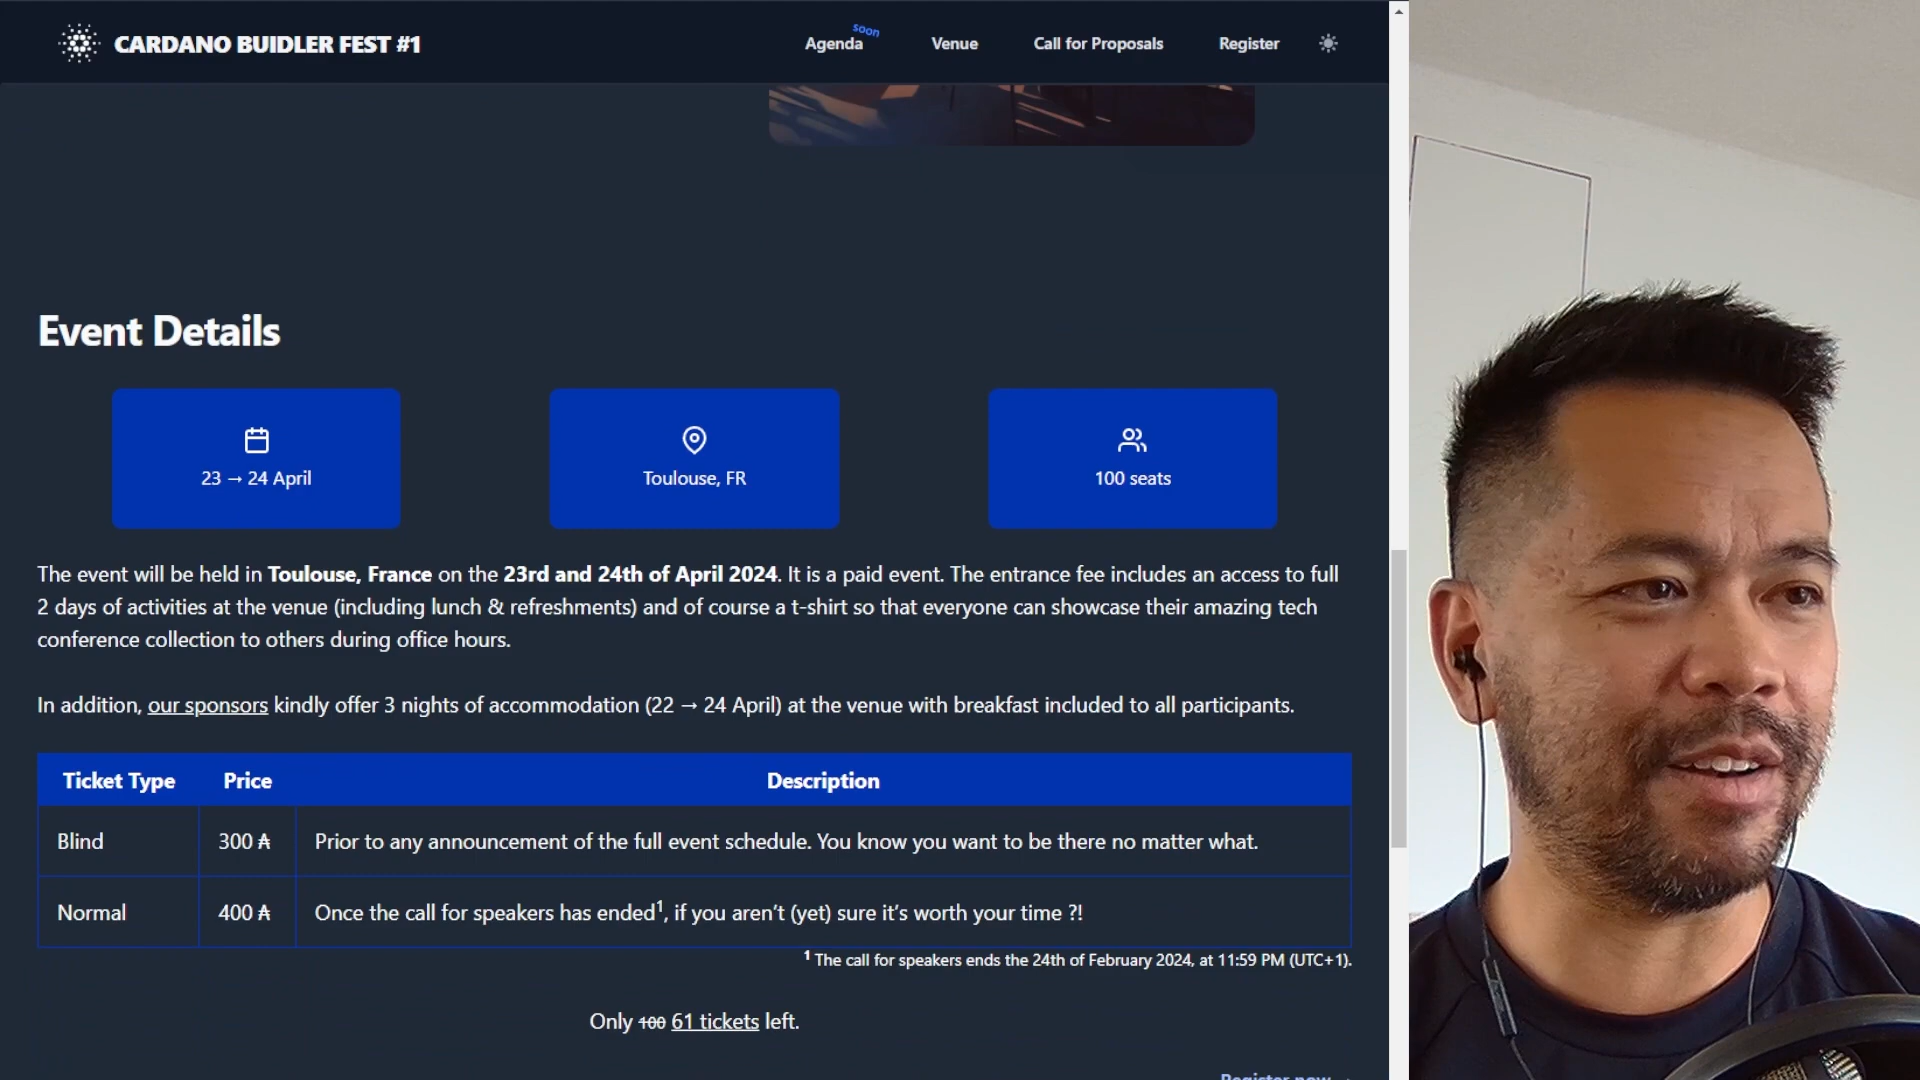 CARDANO BUIDLER FEST #1
Agenda soon
Venue
Call for Proposals
Register
Event Details
23 → 24 April
Toulouse, FR
100 seats
The event will be held in Toulouse, France on the 23rd and 24th of April 2024. It is a paid event. The entrance fee includes an access to full
2 days of activities at the venue (including lunch & refreshments) and of course a t-shirt so that everyone can showcase their amazing tech
conference collection to others during office hours.
In addition, our sponsors kindly offer 3 nights of accommodation (22 → 24 April) at the venue with breakfast included to all participants.
Ticket Type Price Description
Blind 300 ₳ Prior to any announcement of the full event schedule. You know you want to be there no matter what.
Normal 400 ₳ Once the call for speakers has ended¹, if you aren’t (yet) sure it’s worth your time ?!
¹ The call for speakers ends the 24th of February 2024, at 11:59 PM (UTC+1).
Only 100 61 tickets left.
Register now